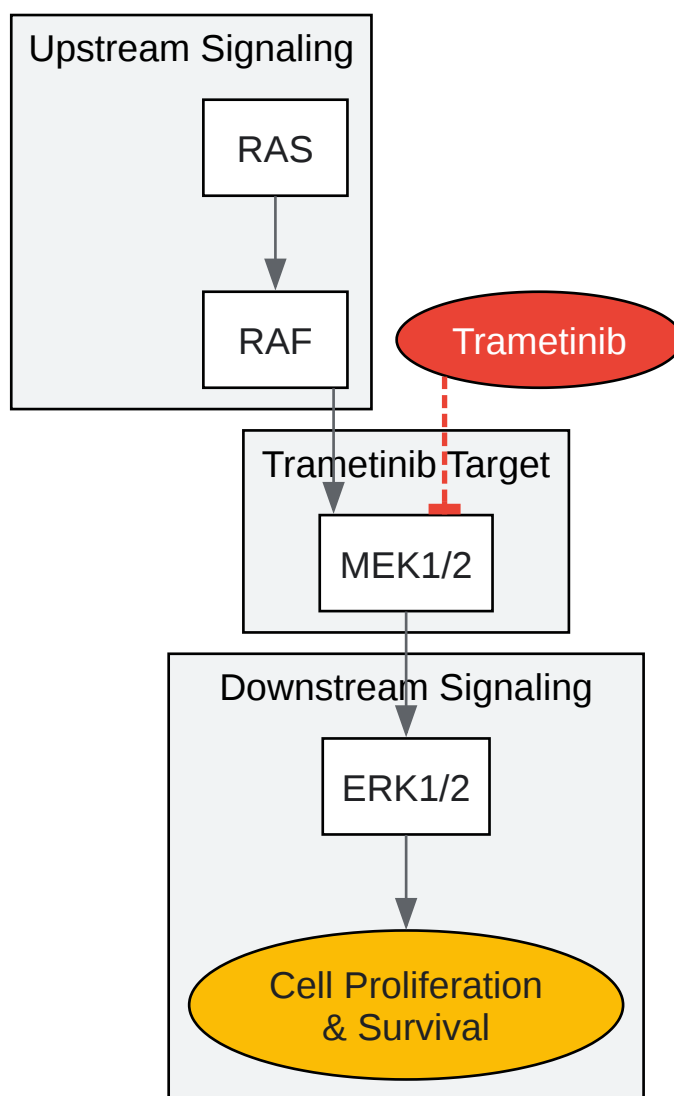 Upstream Signaling
RAS
RAF
Trametinib
Trametinib Target
MEK1/2
Downstream Signaling
ERK1/2
Cell Proliferation
& Survival